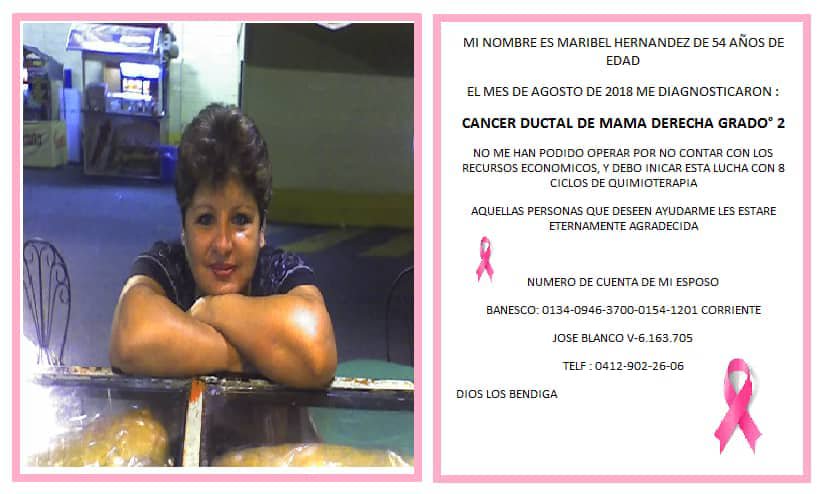 MI NOMBRE ES MARIBEL HERNANDEZ DE 54 AÑOS DE
EDAD
EL MES DE AGOSTO DE 2018 ME DIAGNOSTICARON :
CANCER DUCTAL DE MAMA DERECHA GRADO° 2
NO ME HAN PODIDO OPERAR POR NO CONTAR CON LOS
RECURSOS ECONOMICOS, Y DEBO INICAR ESTA LUCHA CON 8
CICLOS DE QUIMIOTERAPIA
AQUELLAS PERSONAS QUE DESEEN AYUDARME LES ESTARE
ETERNAMENTE AGRADECIDA
NUMERO DE CUENTA DE MI ESPOSO
BANESCO: 0134-0946-3700-0154-1201 CORRIENTE
JOSE BLANCO V-6.163.705
TELF : 0412-902-26-06
DIOS LOS BENDIGA